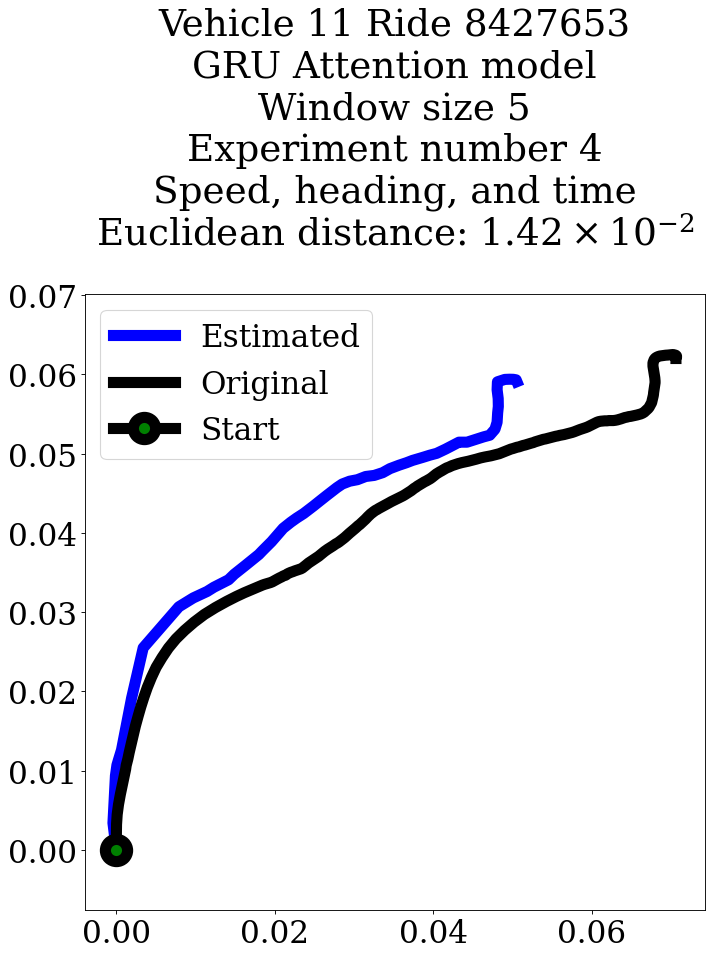 Vehicle 11 Ride 8427653
GRU Attention model
Window size 5
Experiment number 4
Speed, heading, and time
Euclidean distance: 1.42 × 10⁻²
0.07
0.06
0.05
0.04
0.03
0.02
0.01
0.00
Estimated
Original
Start
0.00 0.02 0.04 0.06